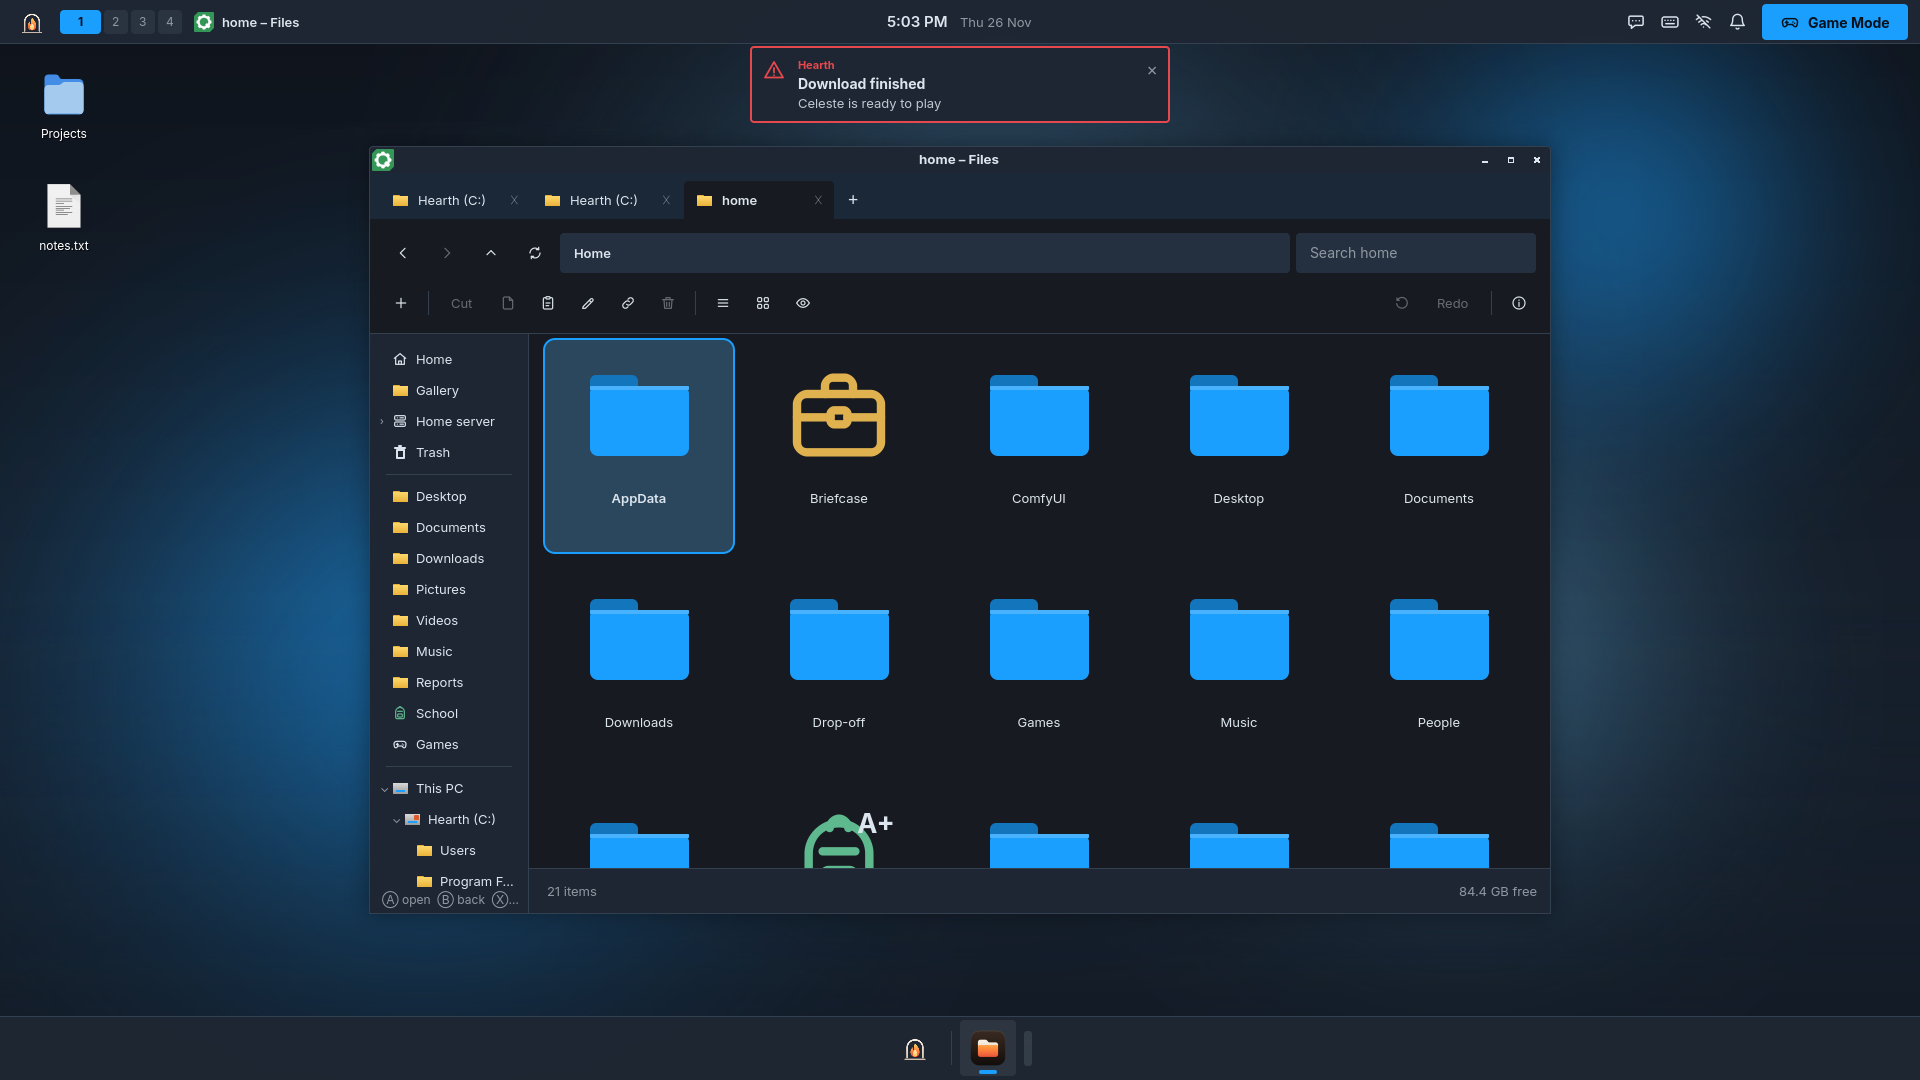 1 2 3 4 home – Files 5:03 PM Thu 26 Nov Game Mode
Hearth
Download finished
Celeste is ready to play
Projects
notes.txt
home – Files
Hearth (C:) X Hearth (C:) X home X +
Home Search home
Cut Redo
Home
Gallery
Home server
Trash
Desktop
Documents
Downloads
Pictures
Videos
Music
Reports
School
Games
This PC
Hearth (C:)
Users
Program F...
A open B back X...
AppData Briefcase ComfyUI Desktop Documents
Downloads Drop-off Games Music People
A+
21 items 84.4 GB free